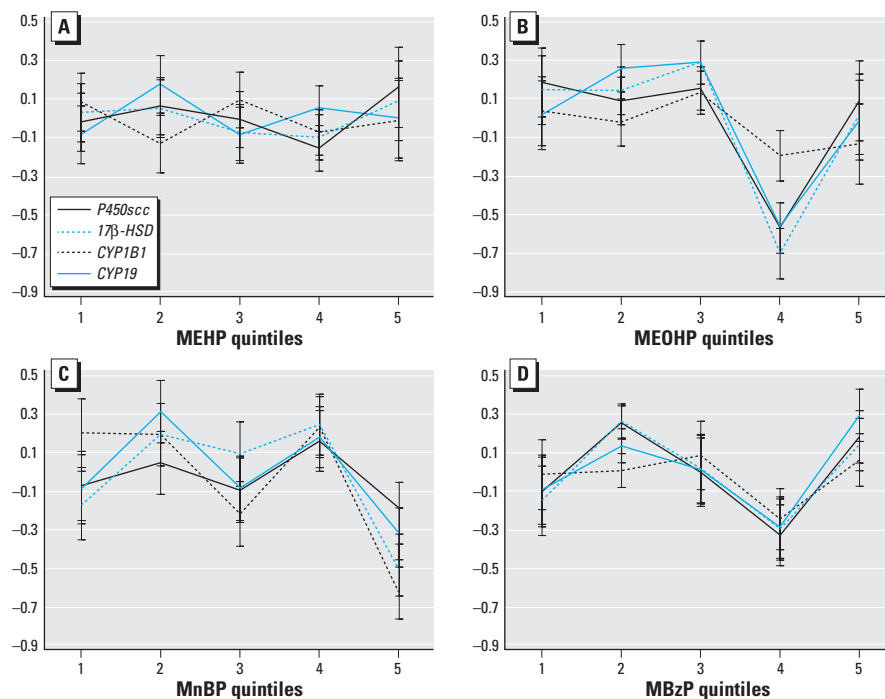 A
0.5
0.3
0.1
–0.1
–0.3
–0.5
–0.7
–0.9
P450scc
17β-HSD
CYP1B1
CYP19
1 2 3 4 5
MEHP quintiles
B
0.5
0.3
0.1
–0.1
–0.3
–0.5
–0.7
–0.9
1 2 3 4 5
MEOHP quintiles
C
0.5
0.3
0.1
–0.1
–0.3
–0.5
–0.7
–0.9
1 2 3 4 5
MnBP quintiles
D
0.5
0.3
0.1
–0.1
–0.3
–0.5
–0.7
–0.9
1 2 3 4 5
MBzP quintiles